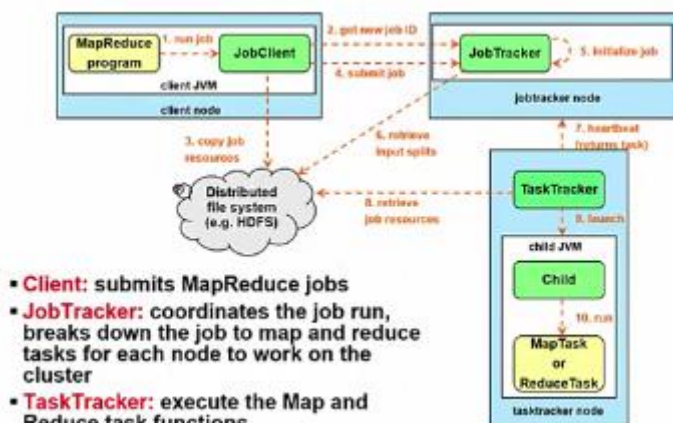 MapReduce
program
1. run job
JobClient
client JVM
client node
2. get new job ID
4. submit job
JobTracker
5. initialize job
jobtracker node
3. copy job
resources
6. retrieve
input splits
7. heartbeat
(returns task)
Distributed
file system
(e.g. HDFS)
8. retrieve
job resources
TaskTracker
9. launch
child JVM
Child
10. run
MapTask
or
ReduceTask
tasktracker node
▪ Client: submits MapReduce jobs
▪ JobTracker: coordinates the job run,
breaks down the job to map and reduce
tasks for each node to work on the
cluster
▪ TaskTracker: execute the Map and
Reduce task functions